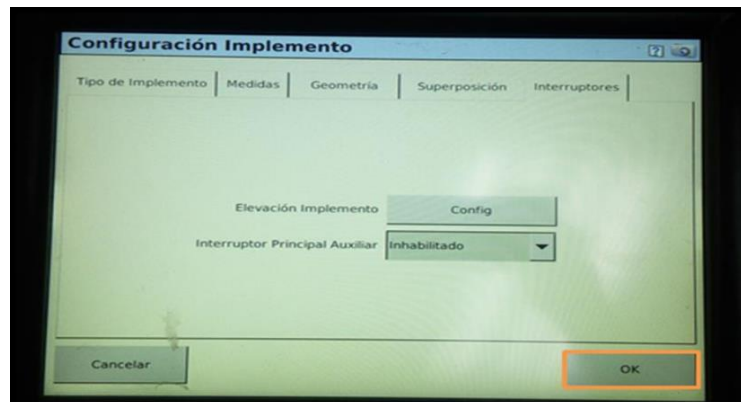 Configuración Implemento
Tipo de Implemento Medidas Geometría Superposición Interruptores
Elevación Implemento Config
Interruptor Principal Auxiliar Inhabilitado
Cancelar OK